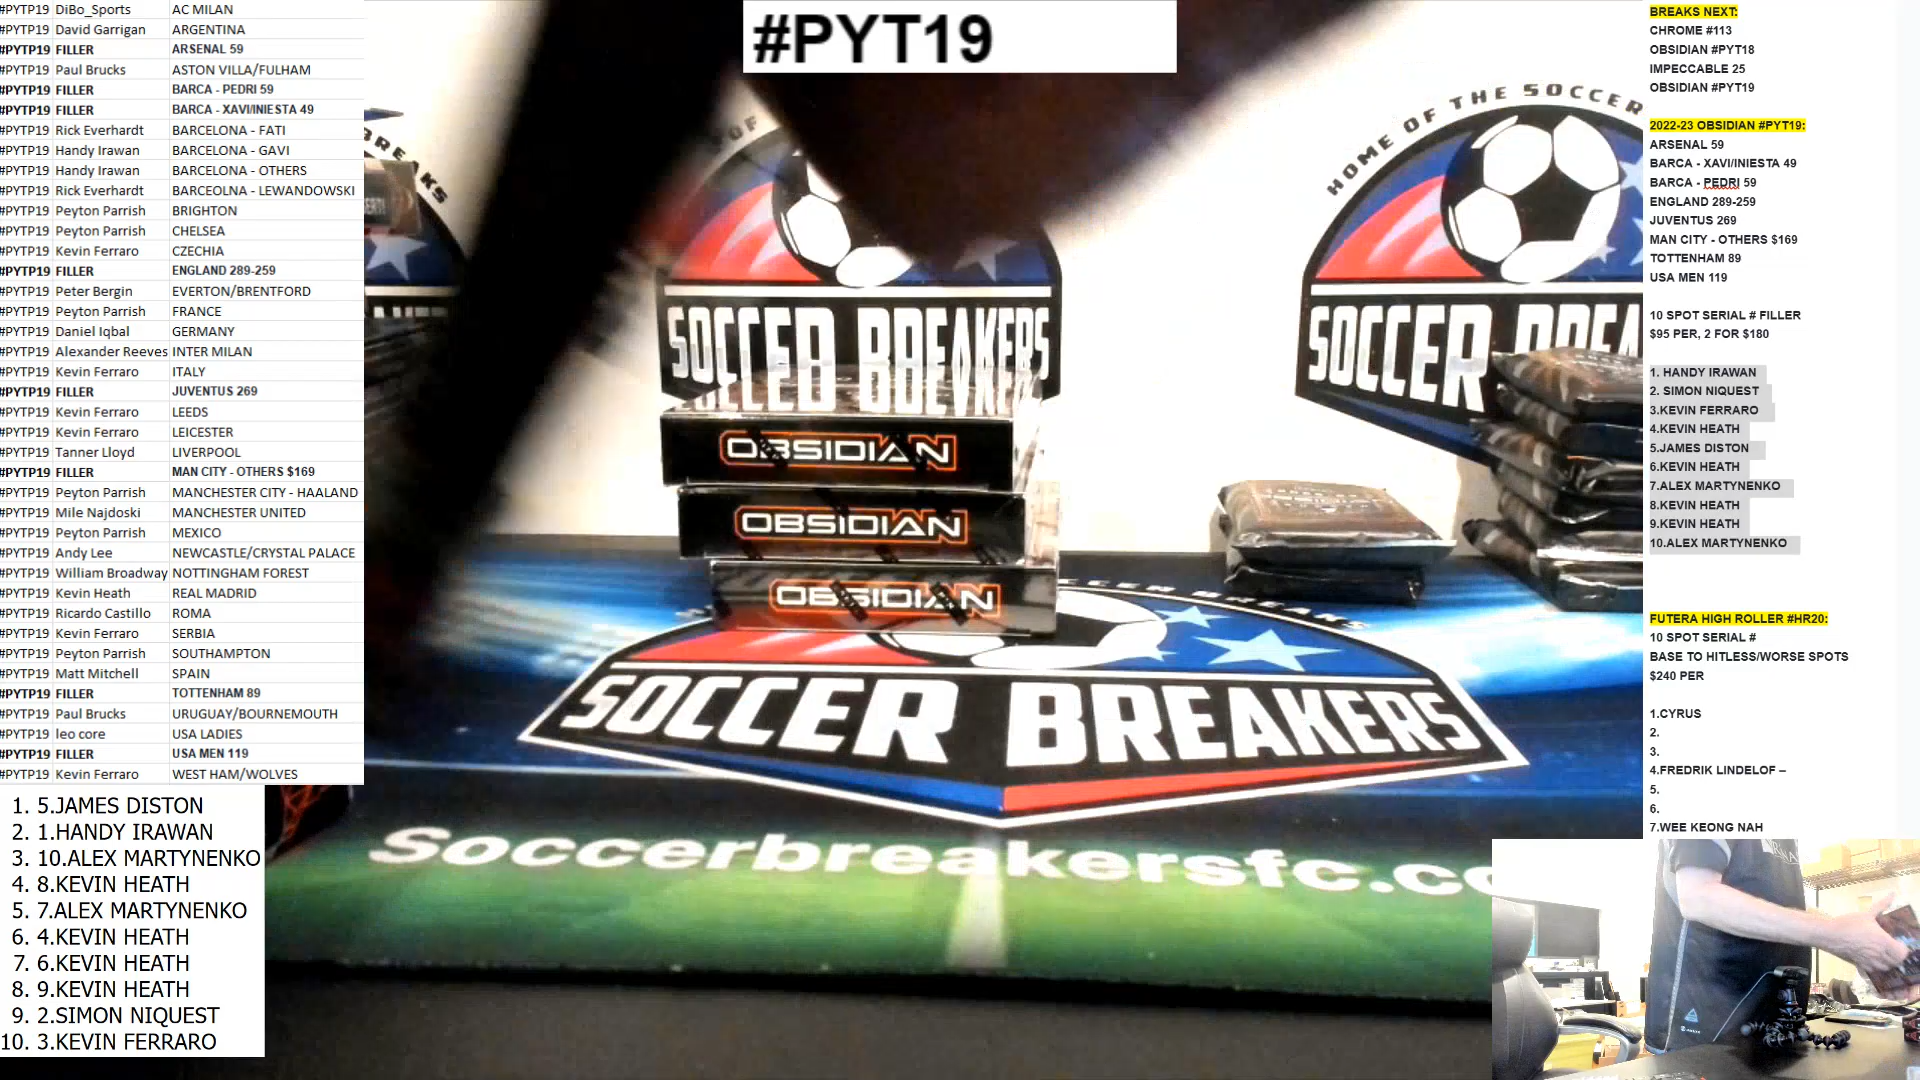 #PYTP19 DiBo_Sports AC MILAN
#PYTP19 David Garrigan ARGENTINA
#PYTP19 FILLER ARSENAL 59
#PYTP19 Paul Brucks ASTON VILLA/FULHAM
#PYTP19 FILLER BARCA - PEDRI 59
#PYTP19 FILLER BARCA - XAVI/INIESTA 49
#PYTP19 Rick Everhardt BARCELONA - FATI
#PYTP19 Handy Irawan BARCELONA - GAVI
#PYTP19 Handy Irawan BARCELONA - OTHERS
#PYTP19 Rick Everhardt BARCEOLNA - LEWANDOWSKI
#PYTP19 Peyton Parrish BRIGHTON
#PYTP19 Peyton Parrish CHELSEA
#PYTP19 Kevin Ferraro CZECHIA
#PYTP19 FILLER ENGLAND 289-259
#PYTP19 Peter Bergin EVERTON/BRENTFORD
#PYTP19 Peyton Parrish FRANCE
#PYTP19 Daniel Iqbal GERMANY
#PYTP19 Alexander Reeves INTER MILAN
#PYTP19 Kevin Ferraro ITALY
#PYTP19 FILLER JUVENTUS 269
#PYTP19 Kevin Ferraro LEEDS
#PYTP19 Kevin Ferraro LEICESTER
#PYTP19 Tanner Lloyd LIVERPOOL
#PYTP19 FILLER MAN CITY - OTHERS $169
#PYTP19 Peyton Parrish MANCHESTER CITY - HAALAND
#PYTP19 Mile Najdoski MANCHESTER UNITED
#PYTP19 Peyton Parrish MEXICO
#PYTP19 Andy Lee NEWCASTLE/CRYSTAL PALACE
#PYTP19 William Broadway NOTTINGHAM FOREST
#PYTP19 Kevin Heath REAL MADRID
#PYTP19 Ricardo Castillo ROMA
#PYTP19 Kevin Ferraro SERBIA
#PYTP19 Peyton Parrish SOUTHAMPTON
#PYTP19 Matt Mitchell SPAIN
#PYTP19 FILLER TOTTENHAM 89
#PYTP19 Paul Brucks URUGUAY/BOURNEMOUTH
#PYTP19 leo core USA LADIES
#PYTP19 FILLER USA MEN 119
#PYTP19 Kevin Ferraro WEST HAM/WOLVES
1. 5.JAMES DISTON
2. 1.HANDY IRAWAN
3. 10.ALEX MARTYNENKO
4. 8.KEVIN HEATH
5. 7.ALEX MARTYNENKO
6. 4.KEVIN HEATH
7. 6.KEVIN HEATH
8. 9.KEVIN HEATH
9. 2.SIMON NIQUEST
10. 3.KEVIN FERRARO
#PYT19
BREAKS
HOME OF THE SOCCER
SOCCER BREAKERS
SOCCER
OBSIDIAN
OBSIDIAN
OBSIDIAN
SOCCER BREAKERS
Soccerbreakersfc.co
BREAKS NEXT:
CHROME #113
OBSIDIAN #PYT18
IMPECCABLE 25
OBSIDIAN #PYT19
2022-23 OBSIDIAN #PYT19:
ARSENAL 59
BARCA - XAVI/INIESTA 49
BARCA - PEDRI 59
ENGLAND 289-259
JUVENTUS 269
MAN CITY - OTHERS $169
TOTTENHAM 89
USA MEN 119
10 SPOT SERIAL # FILLER
$95 PER, 2 FOR $180
1. HANDY IRAWAN
2. SIMON NIQUEST
3.KEVIN FERRARO
4.KEVIN HEATH
5.JAMES DISTON
6.KEVIN HEATH
7.ALEX MARTYNENKO
8.KEVIN HEATH
9.KEVIN HEATH
10.ALEX MARTYNENKO
FUTERA HIGH ROLLER #HR20:
10 SPOT SERIAL #
BASE TO HITLESS/WORSE SPOTS
$240 PER
1.CYRUS
2.
3.
4.FREDRIK LINDELOF –
5.
6.
7.WEE KEONG NAH